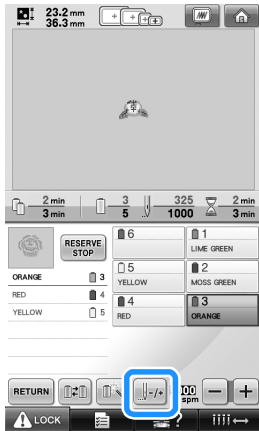 23.2 mm
36.3 mm
2 min
3 min
3
5
325
1000
2 min
3 min
RESERVE
STOP
ORANGE 3
RED 4
YELLOW 5
6
1
LIME GREEN
5
YELLOW
2
MOSS GREEN
4
RED
3
ORANGE
RETURN
-/+
00
spm
- +
LOCK
?